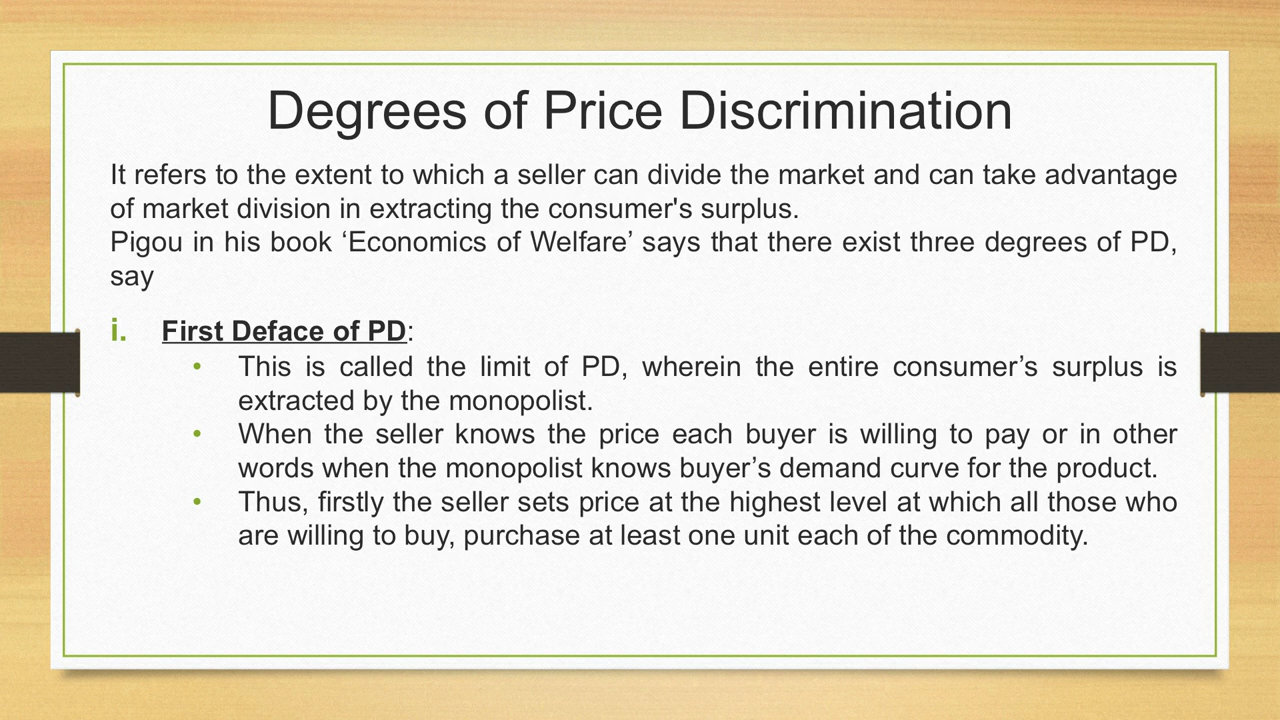 Degrees of Price Discrimination
It refers to the extent to which a seller can divide the market and can take advantage
of market division in extracting the consumer's surplus.
Pigou in his book ‘Economics of Welfare’ says that there exist three degrees of PD,
say
i. First Deface of PD:
• This is called the limit of PD, wherein the entire consumer’s surplus is
extracted by the monopolist.
• When the seller knows the price each buyer is willing to pay or in other
words when the monopolist knows buyer’s demand curve for the product.
• Thus, firstly the seller sets price at the highest level at which all those who
are willing to buy, purchase at least one unit each of the commodity.